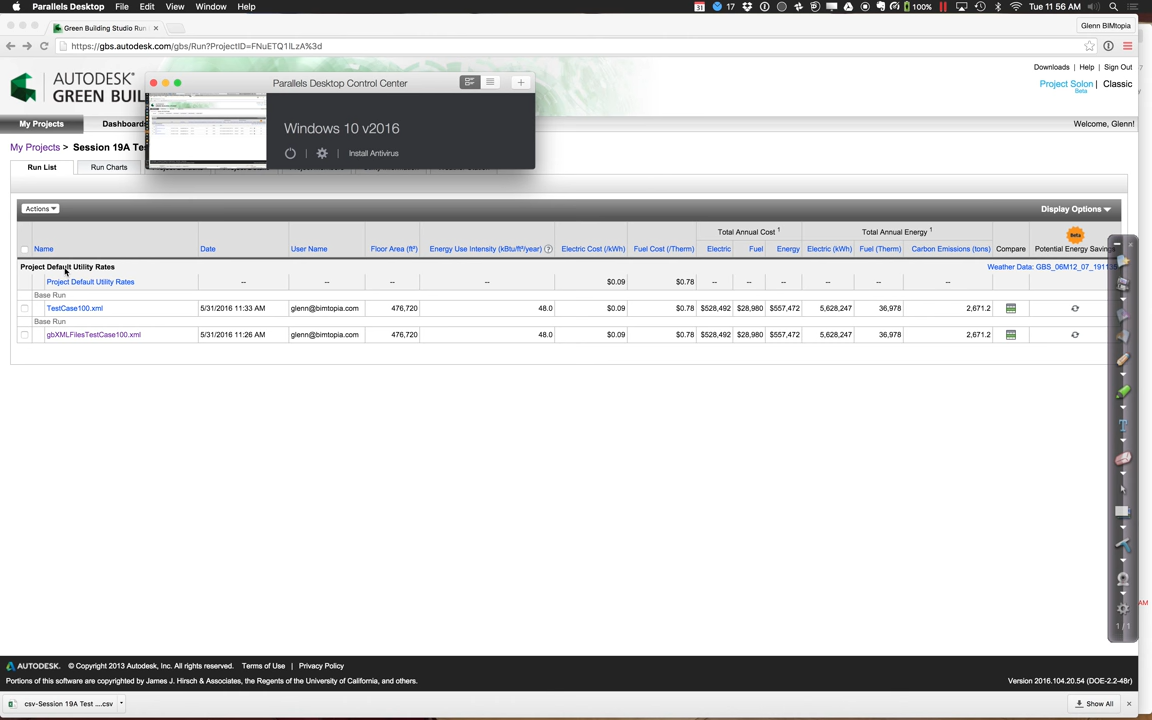 Parallels Desktop File Edit View Window Help 31 17 100% Tue 11 56 AM
Green Building Studio Run Glenn BIMtopia
https://gbs.autodesk.com/gbs/Run?ProjectID=FNuETQ1ILzA%3d
Downloads | Help | Sign Out
AUTODESK® Parallels Desktop Control Center Project Solon | Classic
Beta
GREEN BUIL
Windows 10 v2016
My Projects Dashboard Welcome, Glenn!
My Projects > Session 19A Tes Install Antivirus
Run List Run Charts
Actions Display Options
Total Annual Cost 1 Total Annual Energy 1 Beta
Name Date User Name Floor Area (ft²) Energy Use Intensity (kBtu/ft²/year) ? Electric Cost (/kWh) Fuel Cost (/Therm) Electric Fuel Energy Electric (kWh) Fuel (Therm) Carbon Emissions (tons) Compare Potential Energy Savings
Project Default Utility Rates Weather Data: GBS_06M12_07_19113
Project Default Utility Rates -- -- -- -- $0.09 $0.78 -- -- -- -- -- --
Base Run
TestCase100.xml 5/31/2016 11:33 AM glenn@bimtopia.com 476,720 48.0 $0.09 $0.78 $528,492 $28,980 $557,472 5,628,247 36,978 2,671.2
Base Run
gbXMLFilesTestCase100.xml 5/31/2016 11:26 AM glenn@bimtopia.com 476,720 48.0 $0.09 $0.78 $528,492 $28,980 $557,472 5,628,247 36,978 2,671.2
AM
1 / 1
AUTODESK. © Copyright 2013 Autodesk, Inc. All rights reserved. Terms of Use | Privacy Policy
Portions of this software are copyrighted by James J. Hirsch & Associates, the Regents of the University of California, and others. Version 2016.104.20.54 (DOE-2.2-48r)
csv-Session 19A Test ....csv Show All